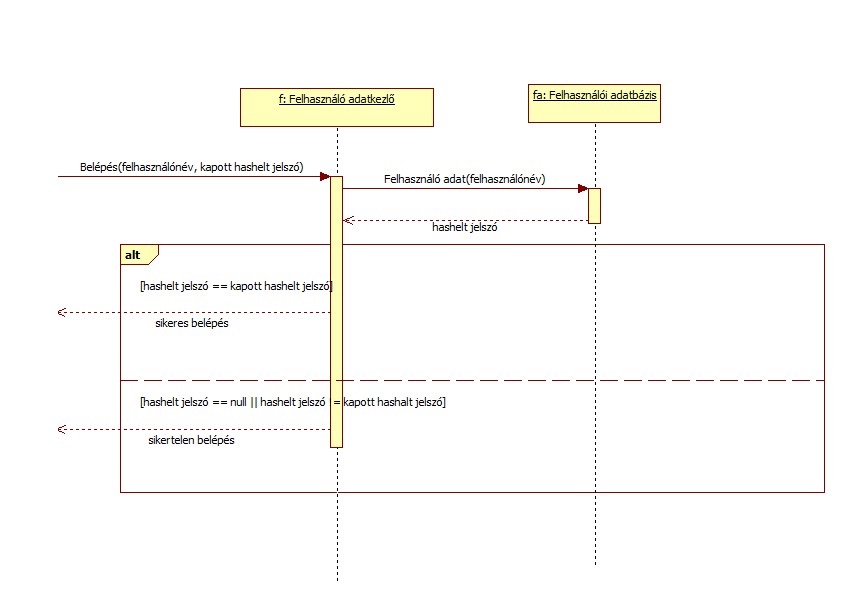 f: Felhasználó adatkezlő
fa: Felhasználói adatbázis
Belépés(felhasználónév, kapott hashelt jelszó)
Felhasználó adat(felhasználónév)
hashelt jelszó
alt
[hashelt jelszó == kapott hashelt jelszó]
sikeres belépés
[hashelt jelszó == null || hashelt jelszó != kapott hashalt jelszó]
sikertelen belépés